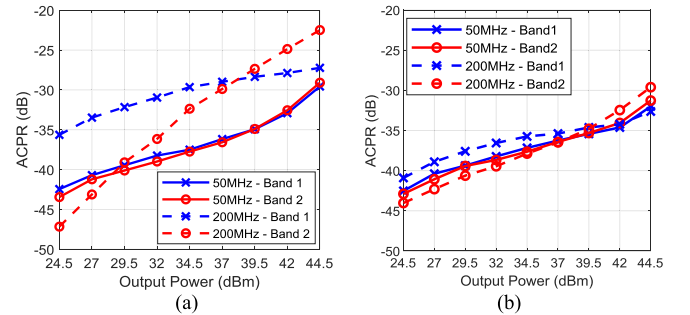 -20
-25
-30
-35
-40
-45
-50
ACPR (dB)
50MHz - Band 1
50MHz - Band 2
200MHz - Band 1
200MHz - Band 2
24.5 27 29.5 32 34.5 37 39.5 42 44.5
Output Power (dBm)
(a)
-20
-25
-30
-35
-40
-45
-50
ACPR (dB)
50MHz - Band1
50MHz - Band2
200MHz - Band1
200MHz - Band2
24.5 27 29.5 32 34.5 37 39.5 42 44.5
Output Power (dBm)
(b)